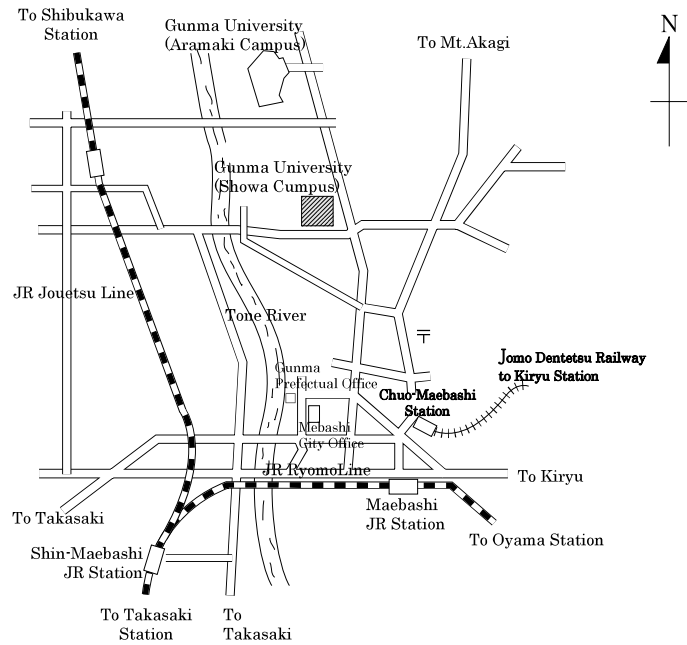 To Shibukawa
Station
Gunma University
(Aramaki Campus)
To Mt.Akagi
N
Gunma University
(Showa Cumpus)
JR Jouetsu Line
Tone River
〒
Gunma
Prefectual Office
Jomo Dentetsu Railway
to Kiryu Station
Chuo-Maebashi
Station
Mebashi
City Office
JR RyomoLine
To Kiryu
To Takasaki
Maebashi
JR Station
To Oyama Station
Shin-Maebashi
JR Station
To Takasaki
Station
To
Takasaki